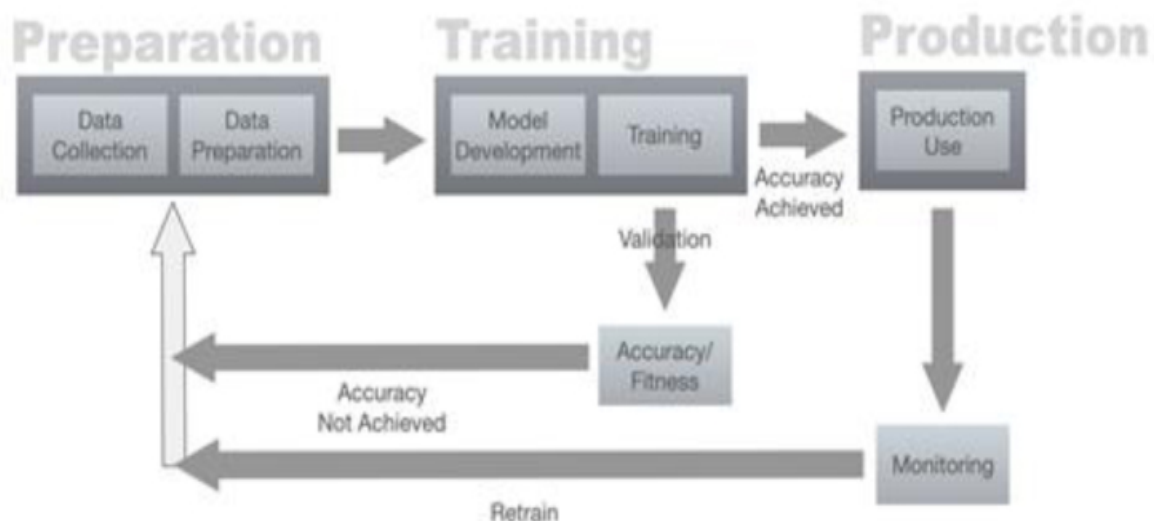 Preparation
Training
Production
Data
Collection
Data
Preparation
Model
Development
Training
Production
Use
Accuracy
Achieved
Validation
Accuracy/
Fitness
Accuracy
Not Achieved
Monitoring
Retrain